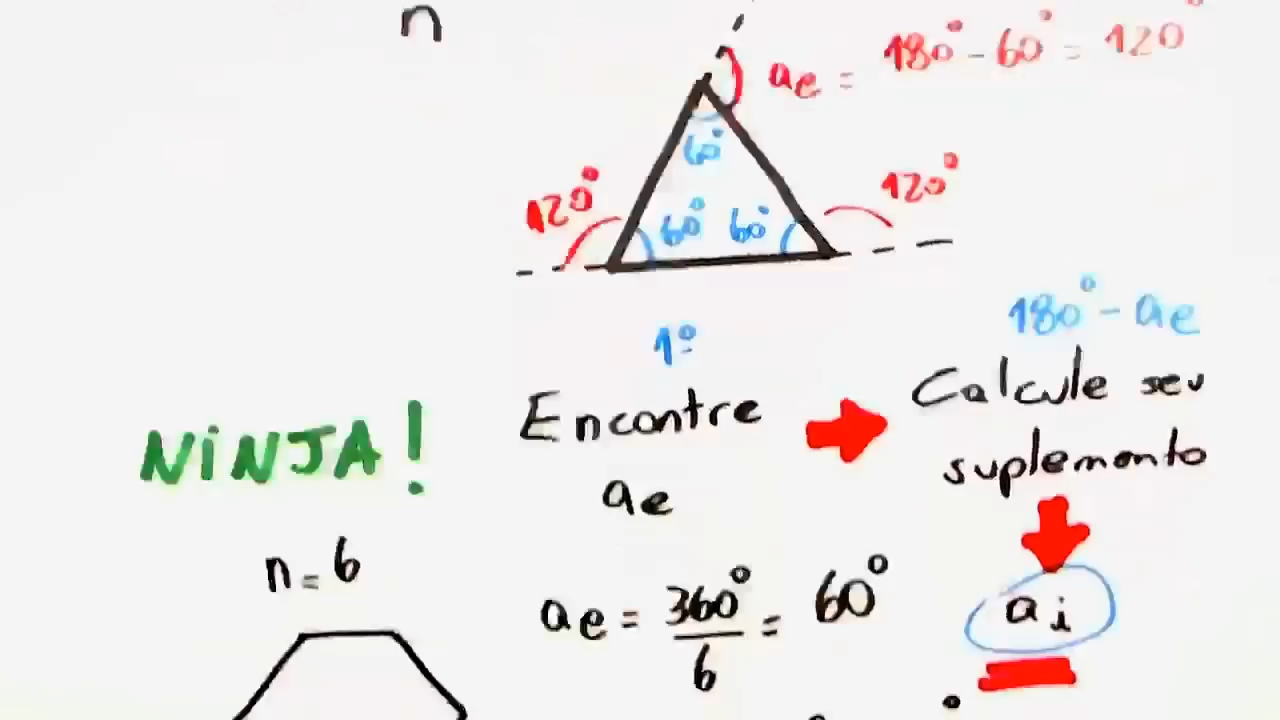 n
ae = 180° - 60° = 120°
60°
120°
60° 60°
120°
180° - ae
1º
Encontre
ae
Calcule seu
suplemento
NiNJA!
n = 6
ae = 360°/6 = 60°
ai